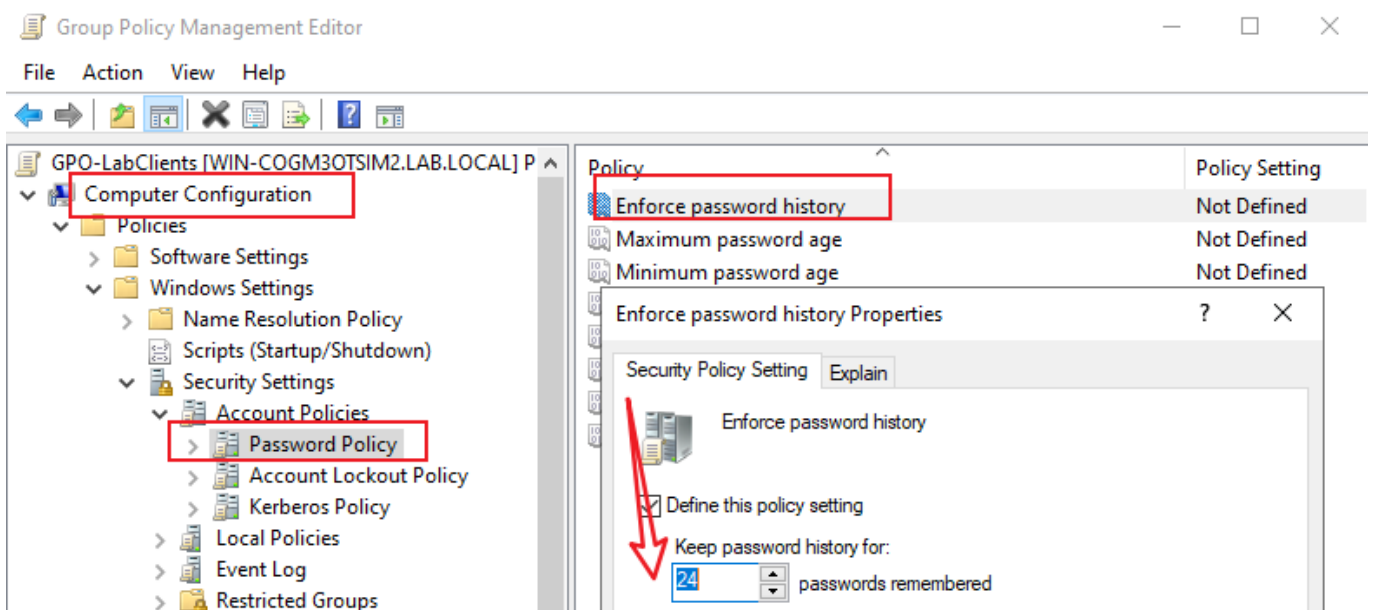 Group Policy Management Editor
File Action View Help
GPO-LabClients [WIN-COGM3OTSIM2.LAB.LOCAL] P
Computer Configuration
Policies
Software Settings
Windows Settings
Name Resolution Policy
Scripts (Startup/Shutdown)
Security Settings
Account Policies
Password Policy
Account Lockout Policy
Kerberos Policy
Local Policies
Event Log
Restricted Groups
Policy Policy Setting
Enforce password history Not Defined
Maximum password age Not Defined
Minimum password age Not Defined
Enforce password history Properties
Security Policy Setting Explain
Enforce password history
Define this policy setting
Keep password history for:
24 passwords remembered